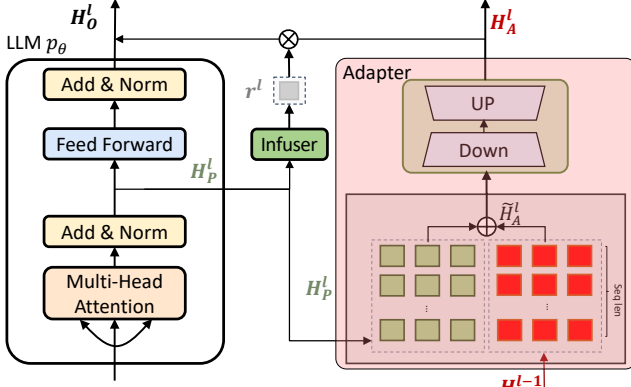 H_O^l
H_A^l
LLM p_θ
Adapter
Add & Norm
r^l
UP
Feed Forward
Infuser
Down
H_P^l
Add & Norm
H̃_A^l
Multi-Head
Attention
H_P^l
...
...
Seq len
H^{l-1}